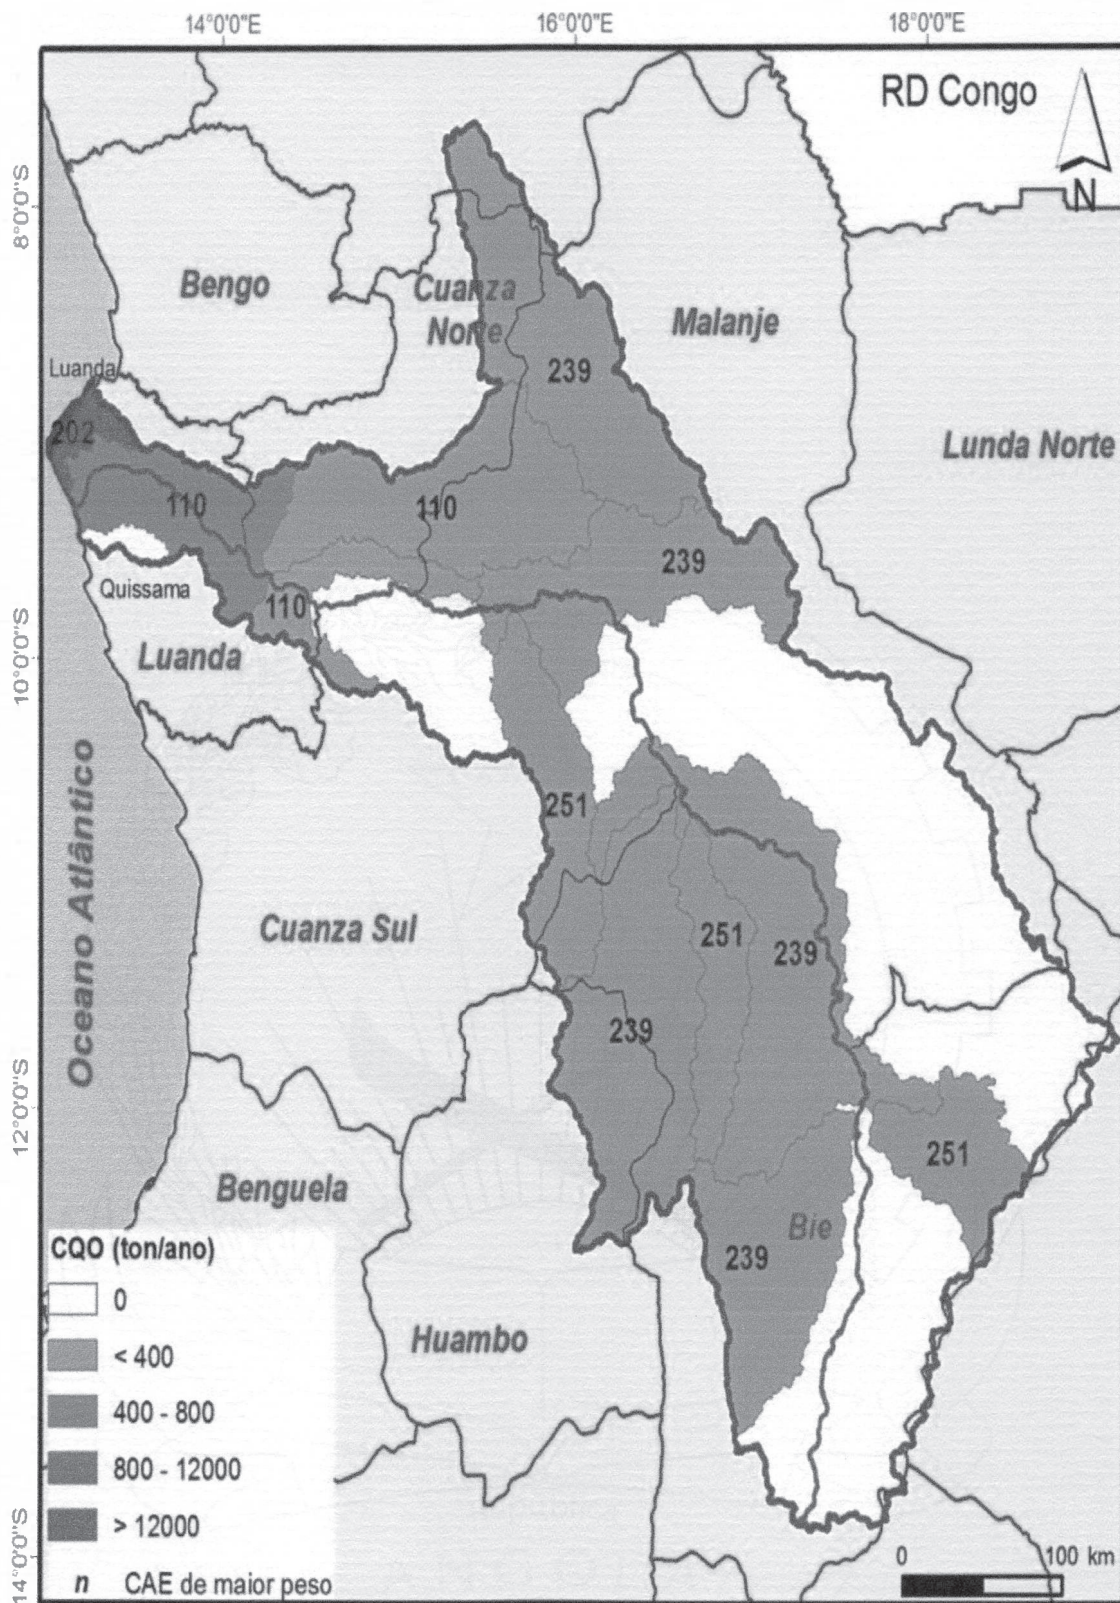 14°0'0"E
16°0'0"E
18°0'0"E
RD Congo
N
8°0'0"S
Bengo
Cuanza
Norte
Malanje
239
Luanda
202
Lunda Norte
110
110
239
Quissama
110
Luanda
10°0'0"S
251
Oceano Atlântico
Cuanza Sul
251
239
239
12°0'0"S
251
Benguela
Bie
239
CQO (ton/ano)
0
< 400
400 - 800
800 - 12000
> 12000
n CAE de maior peso
Huambo
14°0'0"S
0 100 km